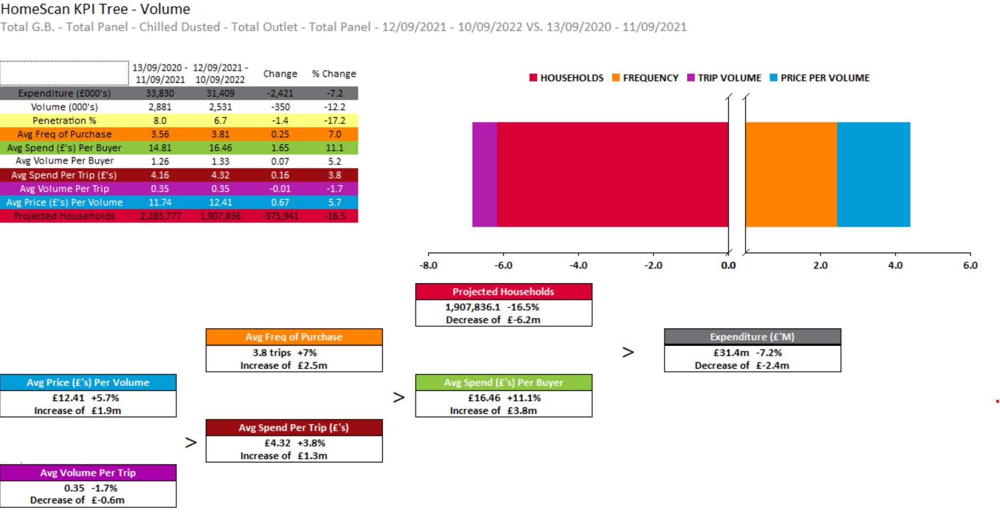 HomeScan KPI Tree - Volume
Total G.B. - Total Panel - Chilled Dusted - Total Outlet - Total Panel - 12/09/2021 - 10/09/2022 VS. 13/09/2020 - 11/09/2021
13/09/2020 - 11/09/2021 12/09/2021 - 10/09/2022 Change % Change
Expenditure (£000's) 33,830 31,409 -2,421 -7.2
Volume (000's) 2,881 2,531 -350 -12.2
Penetration % 8.0 6.7 -1.4 -17.2
Avg Freq of Purchase 3.56 3.81 0.25 7.0
Avg Spend (£'s) Per Buyer 14.81 16.46 1.65 11.1
Avg Volume Per Buyer 1.26 1.33 0.07 5.2
Avg Spend Per Trip (£'s) 4.16 4.32 0.16 3.8
Avg Volume Per Trip 0.35 0.35 -0.01 -1.7
Avg Price (£'s) Per Volume 11.74 12.41 0.67 5.7
Projected Households 2,283,777 1,907,836 -375,941 -16.5
HOUSEHOLDS FREQUENCY TRIP VOLUME PRICE PER VOLUME
-8.0 -6.0 -4.0 -2.0 0.0 2.0 4.0 6.0
Projected Households
1,907,836.1 -16.5%
Decrease of £-6.2m
Avg Freq of Purchase
3.8 trips +7%
Increase of £2.5m
>
Expenditure (£'M)
£31.4m -7.2%
Decrease of £-2.4m
Avg Price (£'s) Per Volume
£12.41 +5.7%
Increase of £1.9m
>
Avg Spend (£'s) Per Buyer
£16.46 +11.1%
Increase of £3.8m
>
Avg Spend Per Trip (£'s)
£4.32 +3.8%
Increase of £1.3m
Avg Volume Per Trip
0.35 -1.7%
Decrease of £-0.6m